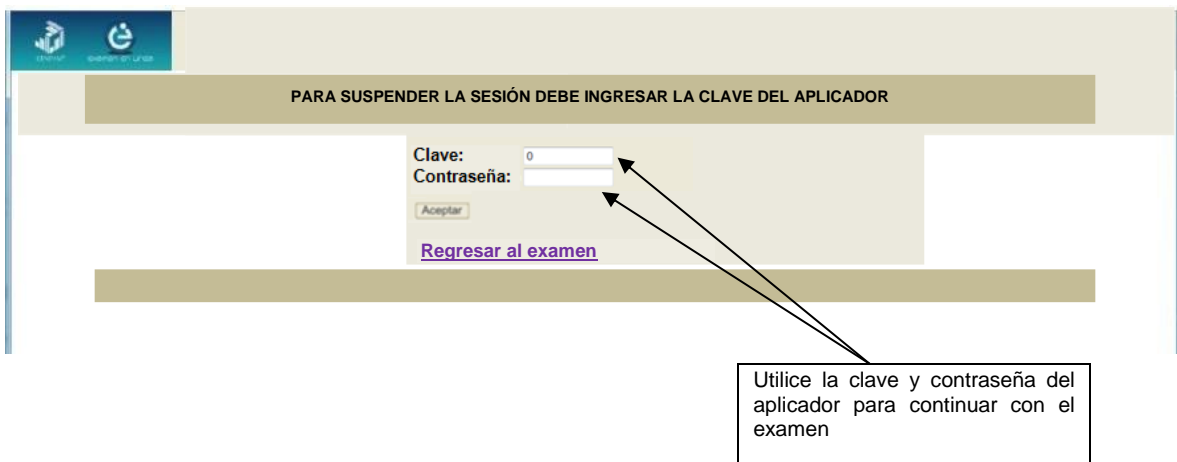 PARA SUSPENDER LA SESIÓN DEBE INGRESAR LA CLAVE DEL APLICADOR
Clave: 0
Contraseña:
Aceptar
Regresar al examen
Utilice la clave y contraseña del
aplicador para continuar con el
examen